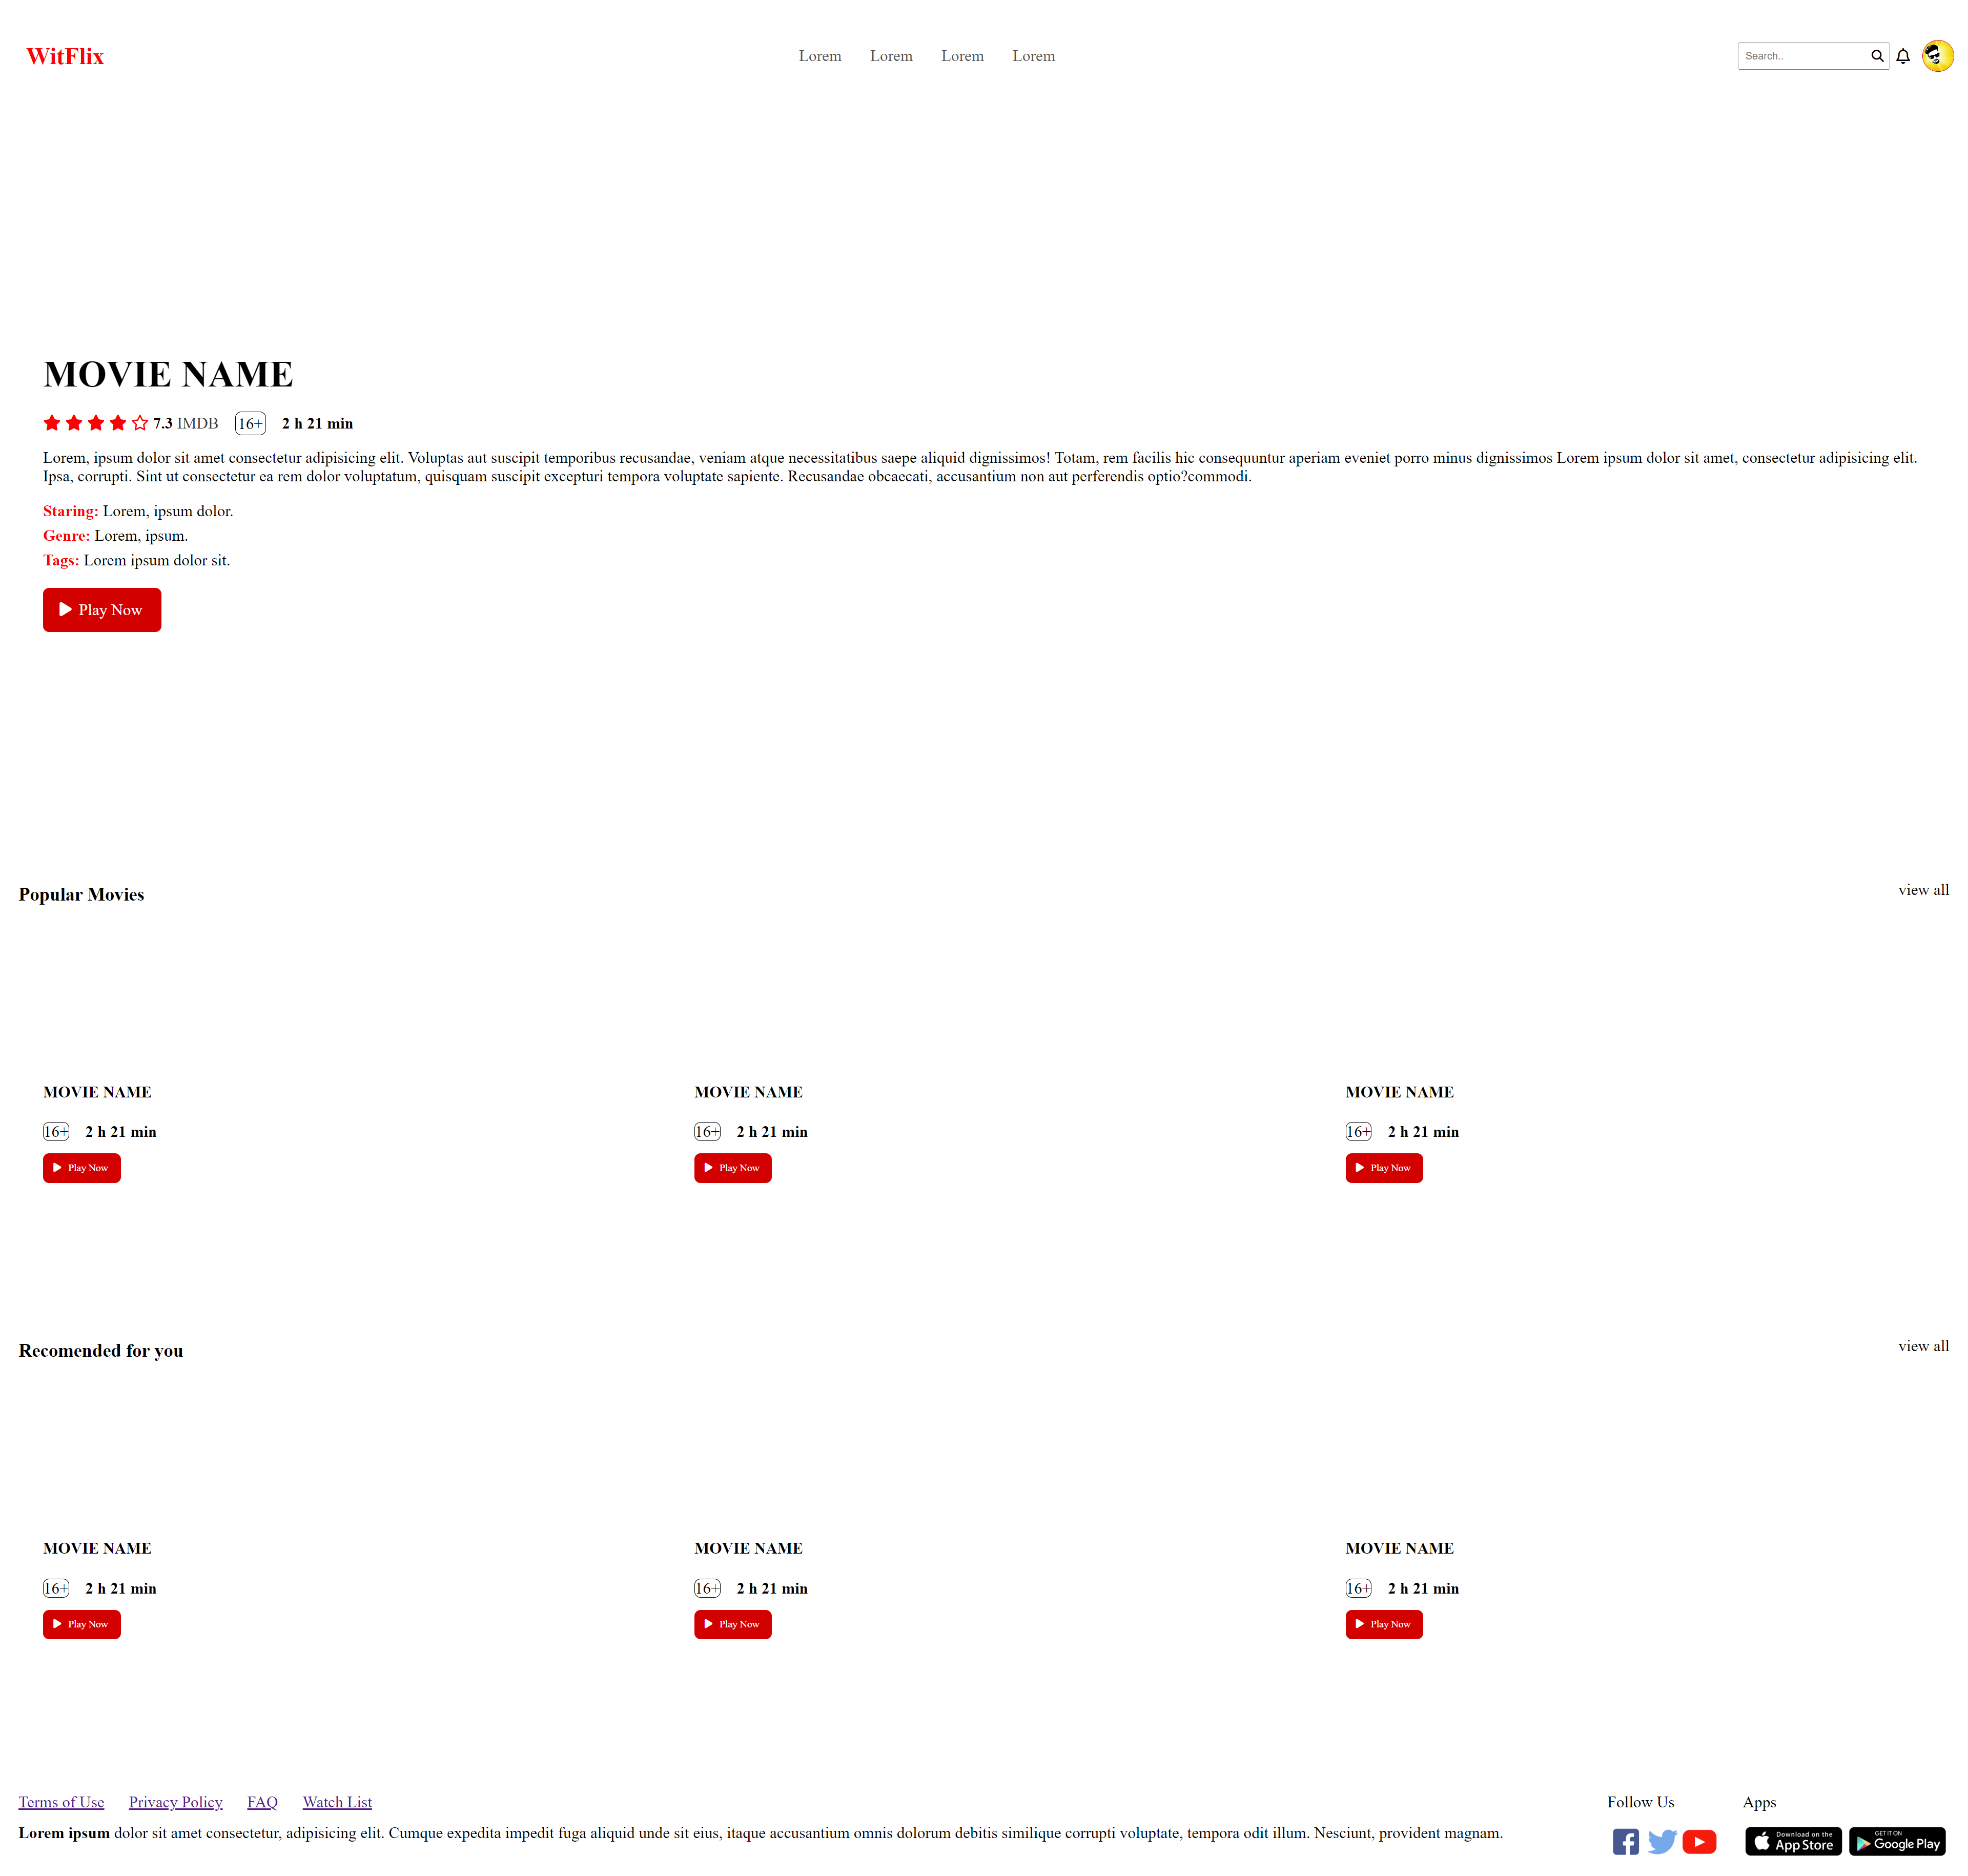 WitFlix
Lorem Lorem Lorem Lorem
Search..
MOVIE NAME
7.3 IMDB 16+ 2 h 21 min
Lorem, ipsum dolor sit amet consectetur adipisicing elit. Voluptas aut suscipit temporibus recusandae, veniam atque necessitatibus saepe aliquid dignissimos! Totam, rem facilis hic consequuntur aperiam eveniet porro minus dignissimos Lorem ipsum dolor sit amet, consectetur adipisicing elit.
Ipsa, corrupti. Sint ut consectetur ea rem dolor voluptatum, quisquam suscipit excepturi tempora voluptate sapiente. Recusandae obcaecati, accusantium non aut perferendis optio?commodi.
Staring: Lorem, ipsum dolor.
Genre: Lorem, ipsum.
Tags: Lorem ipsum dolor sit.
Play Now
Popular Movies
view all
MOVIE NAME
16+ 2 h 21 min
Play Now
MOVIE NAME
16+ 2 h 21 min
Play Now
MOVIE NAME
16+ 2 h 21 min
Play Now
Recomended for you
view all
MOVIE NAME
16+ 2 h 21 min
Play Now
MOVIE NAME
16+ 2 h 21 min
Play Now
MOVIE NAME
16+ 2 h 21 min
Play Now
Terms of Use Privacy Policy FAQ Watch List
Lorem ipsum dolor sit amet consectetur, adipisicing elit. Cumque expedita impedit fuga aliquid unde sit eius, itaque accusantium omnis dolorum debitis similique corrupti voluptate, tempora odit illum. Nesciunt, provident magnam.
Follow Us
Apps
Download on the
App Store
GET IT ON
Google Play